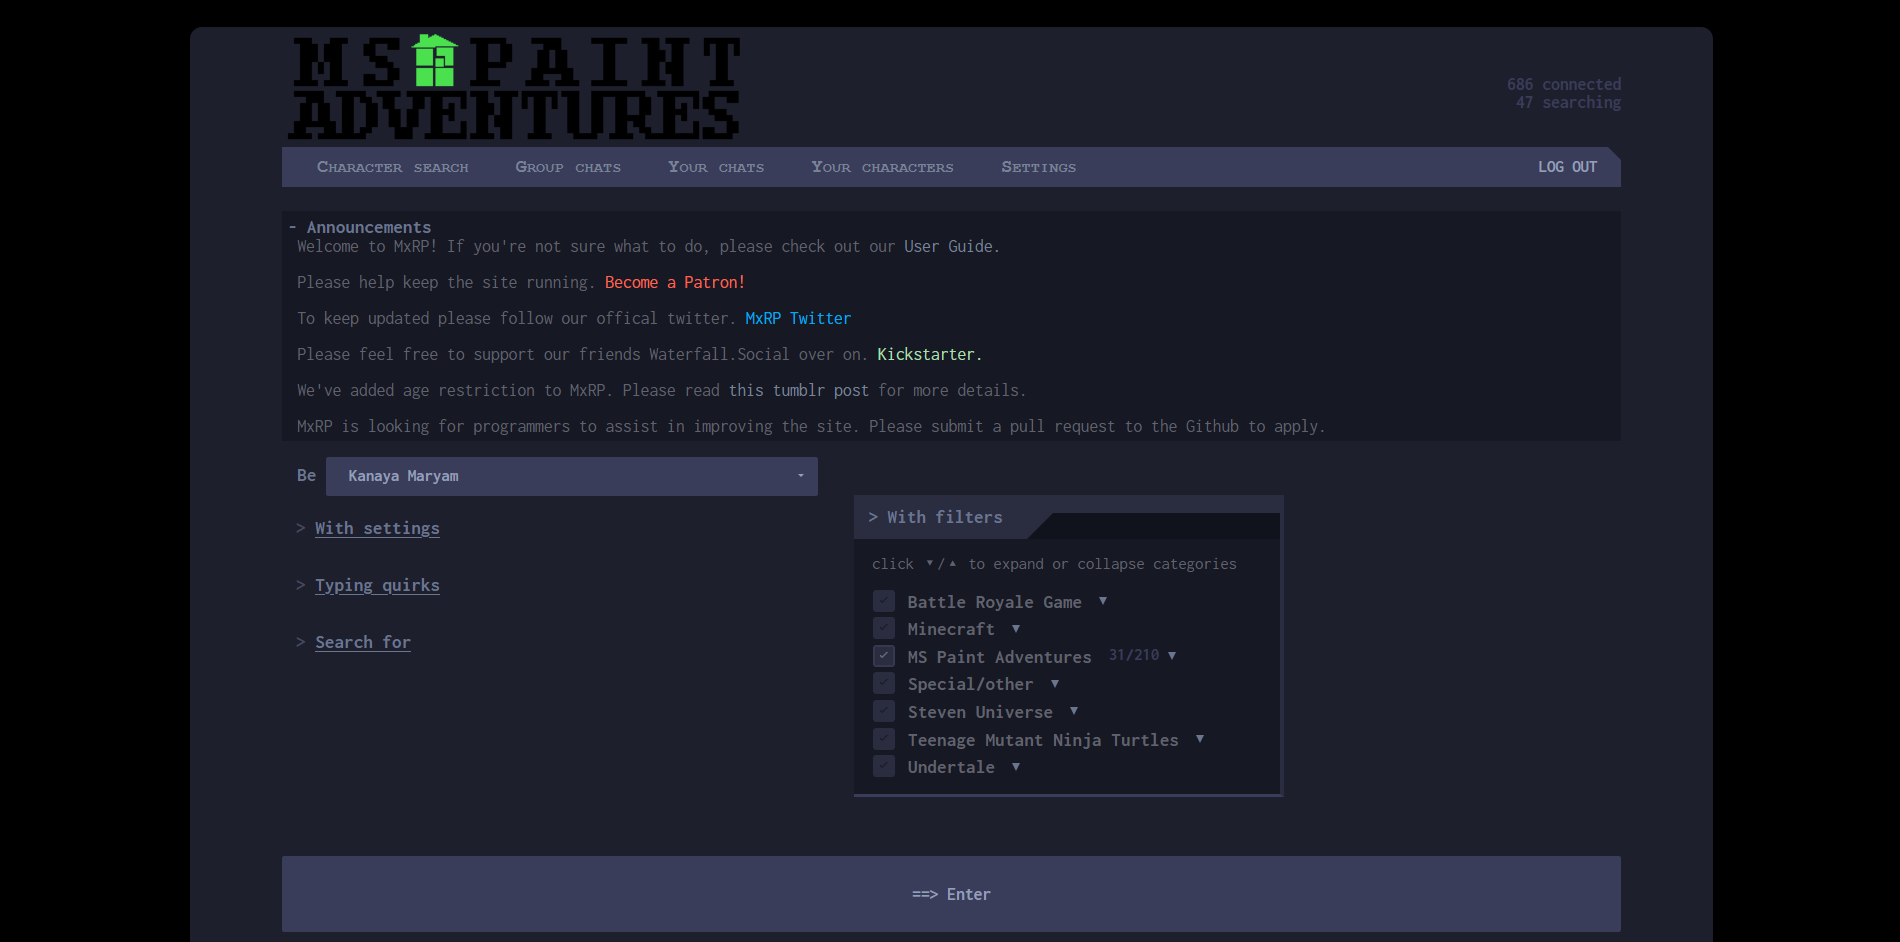 MS PAINT
ADVENTURES
686 connected
47 searching
Character search Group chats Your chats Your characters Settings LOG OUT
- Announcements
Welcome to MxRP! If you're not sure what to do, please check out our User Guide.
Please help keep the site running. Become a Patron!
To keep updated please follow our offical twitter. MxRP Twitter
Please feel free to support our friends Waterfall.Social over on. Kickstarter.
We've added age restriction to MxRP. Please read this tumblr post for more details.
MxRP is looking for programmers to assist in improving the site. Please submit a pull request to the Github to apply.
Be Kanaya Maryam
> With settings
> Typing quirks
> Search for
> With filters
click ▼/▲ to expand or collapse categories
Battle Royale Game ▼
Minecraft ▼
MS Paint Adventures 31/210 ▼
Special/other ▼
Steven Universe ▼
Teenage Mutant Ninja Turtles ▼
Undertale ▼
==> Enter